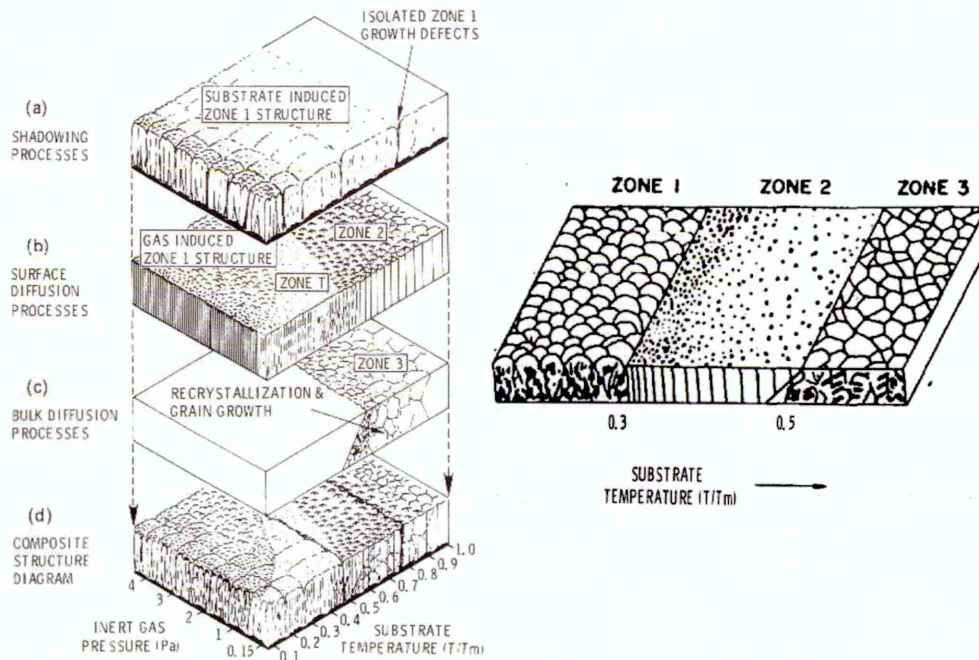 ISOLATED ZONE 1
GROWTH DEFECTS
(a)
SHADOWING
PROCESSES
SUBSTRATE INDUCED
ZONE 1 STRUCTURE
(b)
SURFACE
DIFFUSION
PROCESSES
GAS INDUCED
ZONE 1 STRUCTURE
ZONE 2
ZONE T
(c)
BULK DIFFUSION
PROCESSES
ZONE 3
RECRYSTALLIZATION &
GRAIN GROWTH
(d)
COMPOSITE
STRUCTURE
DIAGRAM
4
3
2
1
0.15
INERT GAS
PRESSURE (Pa)
0.1
0.2
0.3
0.4
0.5
0.6
0.7
0.8
0.9
1.0
SUBSTRATE
TEMPERATURE (T/Tm)
ZONE 1 ZONE 2 ZONE 3
0.3 0.5
SUBSTRATE
TEMPERATURE (T/Tm)